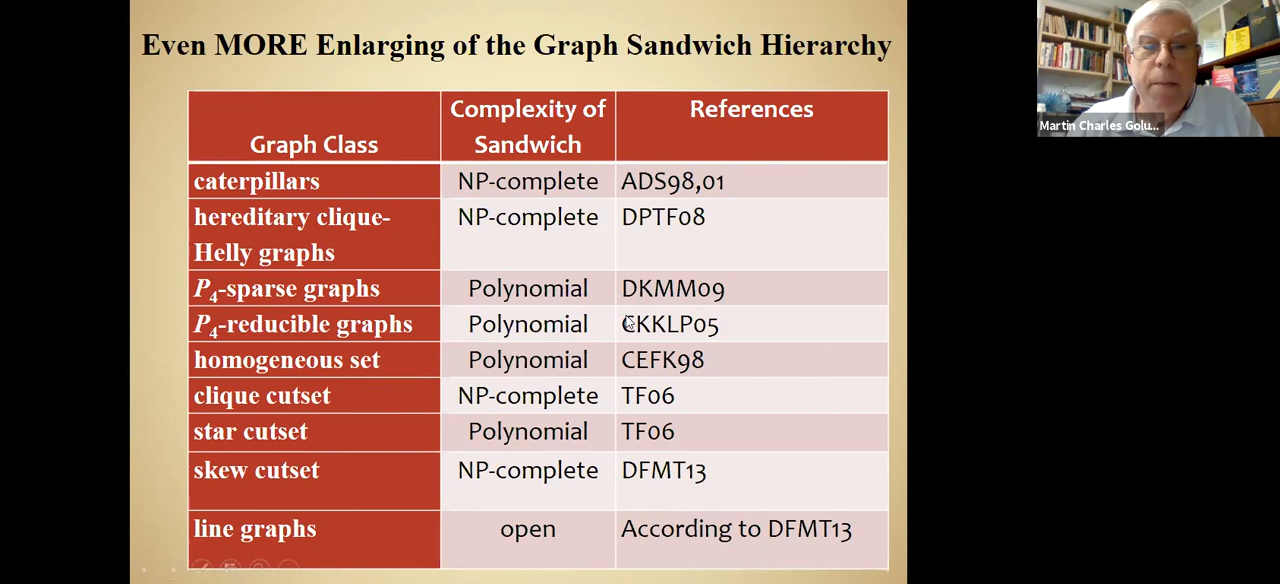 Even MORE Enlarging of the Graph Sandwich Hierarchy
Graph Class
Complexity of
Sandwich
References
caterpillars NP-complete ADS98,01
hereditary clique-
Helly graphs
NP-complete DPTF08
P4-sparse graphs Polynomial DKMM09
P4-reducible graphs Polynomial CKKLP05
homogeneous set Polynomial CEFK98
clique cutset NP-complete TF06
star cutset Polynomial TF06
skew cutset NP-complete DFMT13
line graphs open According to DFMT13
Martin Charles Golu...